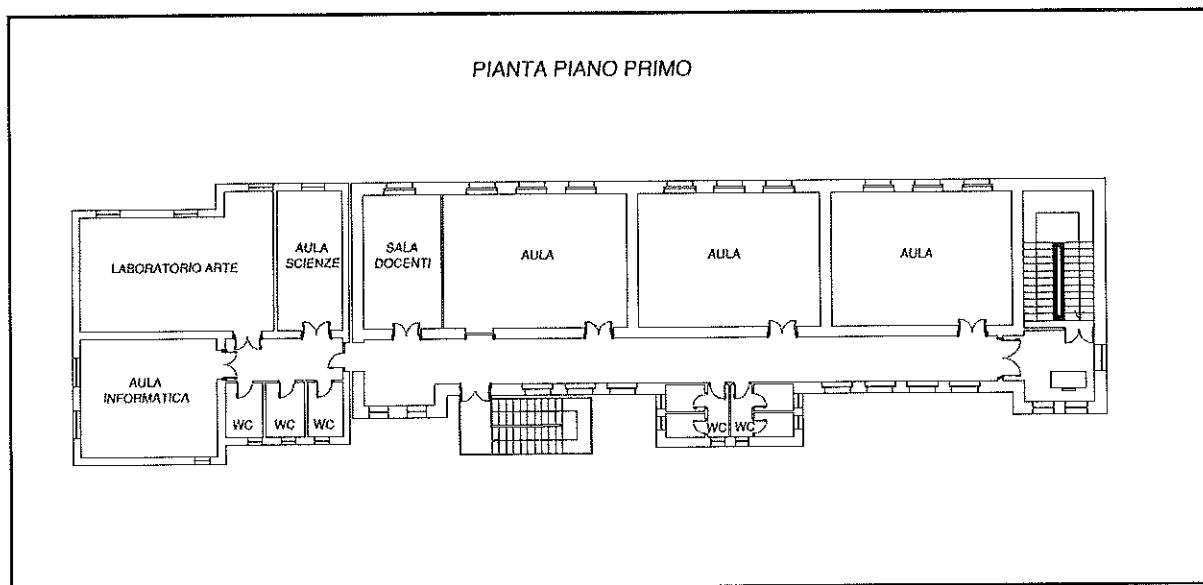 PIANTA PIANO PRIMO
LABORATORIO ARTE
AULA
SCIENZE
SALA
DOCENTI
AULA
AULA
AULA
AULA
INFORMATICA
WC
WC
WC
WC
WC